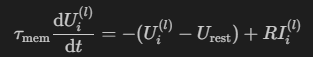 τ_mem dU_i^(l)/dt = −(U_i^(l) − U_rest) + RI_i^(l)